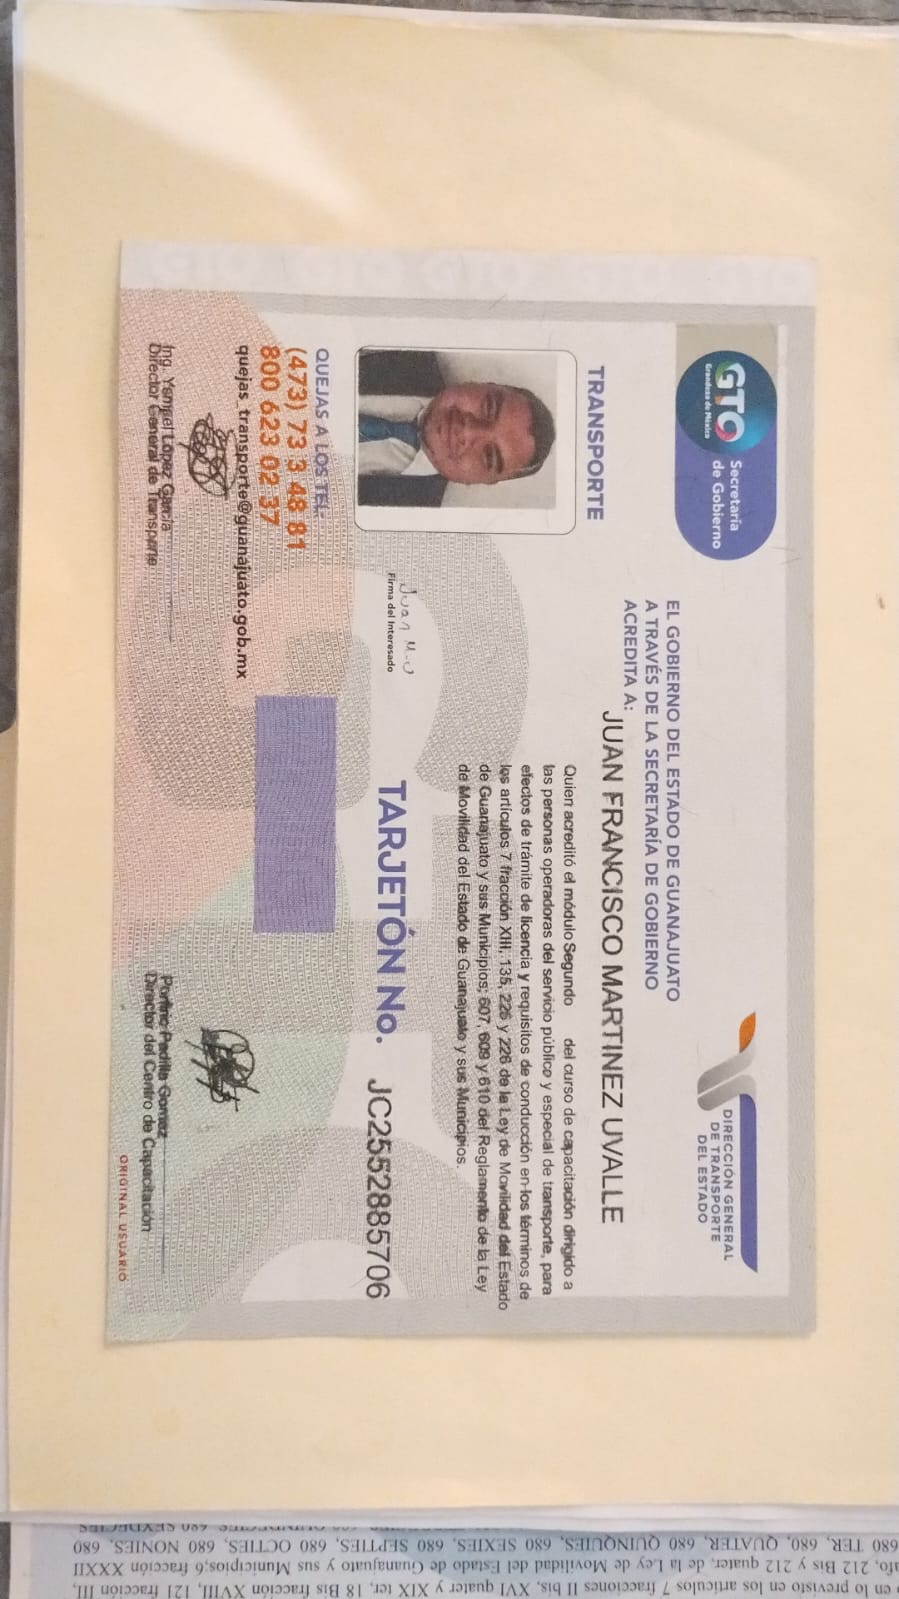 GTO
Grandeza de México
Secretaría
de Gobierno
DIRECCIÓN GENERAL
DE TRANSPORTE
DEL ESTADO
EL GOBIERNO DEL ESTADO DE GUANAJUATO
A TRAVÉS DE LA SECRETARÍA DE GOBIERNO
ACREDITA A:
JUAN FRANCISCO MARTINEZ UVALLE
TRANSPORTE
Quien acreditó el módulo Segundo del curso de capacitación dirigido a
las personas operadoras del servicio público y especial de transporte, para
efectos de trámite de licencia y requisitos de conducción en los términos de
los artículos 7 fracción XIII, 135, 225 y 226 de la Ley de Movilidad del Estado
de Guanajuato y sus Municipios; 607, 609 y 610 del Reglamento de la Ley
de Movilidad del Estado de Guanajuato y sus Municipios.
Juan M.U
Firma del Interesado
TARJETÓN No. JC2552885706
QUEJAS A LOS TEL:
(473) 73 3 48 81
800 623 02 37
quejas_transporte@guanajuato.gob.mx
Ing. Ysmael López García
Director General de Transporte
Porfirio Padilla Gomez
Director del Centro de Capacitación
ORIGINAL USUARIO
en lo previsto en los artículos 7 fracciones II bis, XVI quater y XIX ter, 18 Bis fracción XVIII, 121 fracción III,
212 Bis y 212 quater, de la Ley de Movilidad del Estado de Guanajuato y sus Municipios;6 fracción XXXII
680 TER, 680, QUATER, 680 QUINQUIES, 680 SEXIES, 680 SEPTIES, 680 OCTIES, 680 NONIES, 680